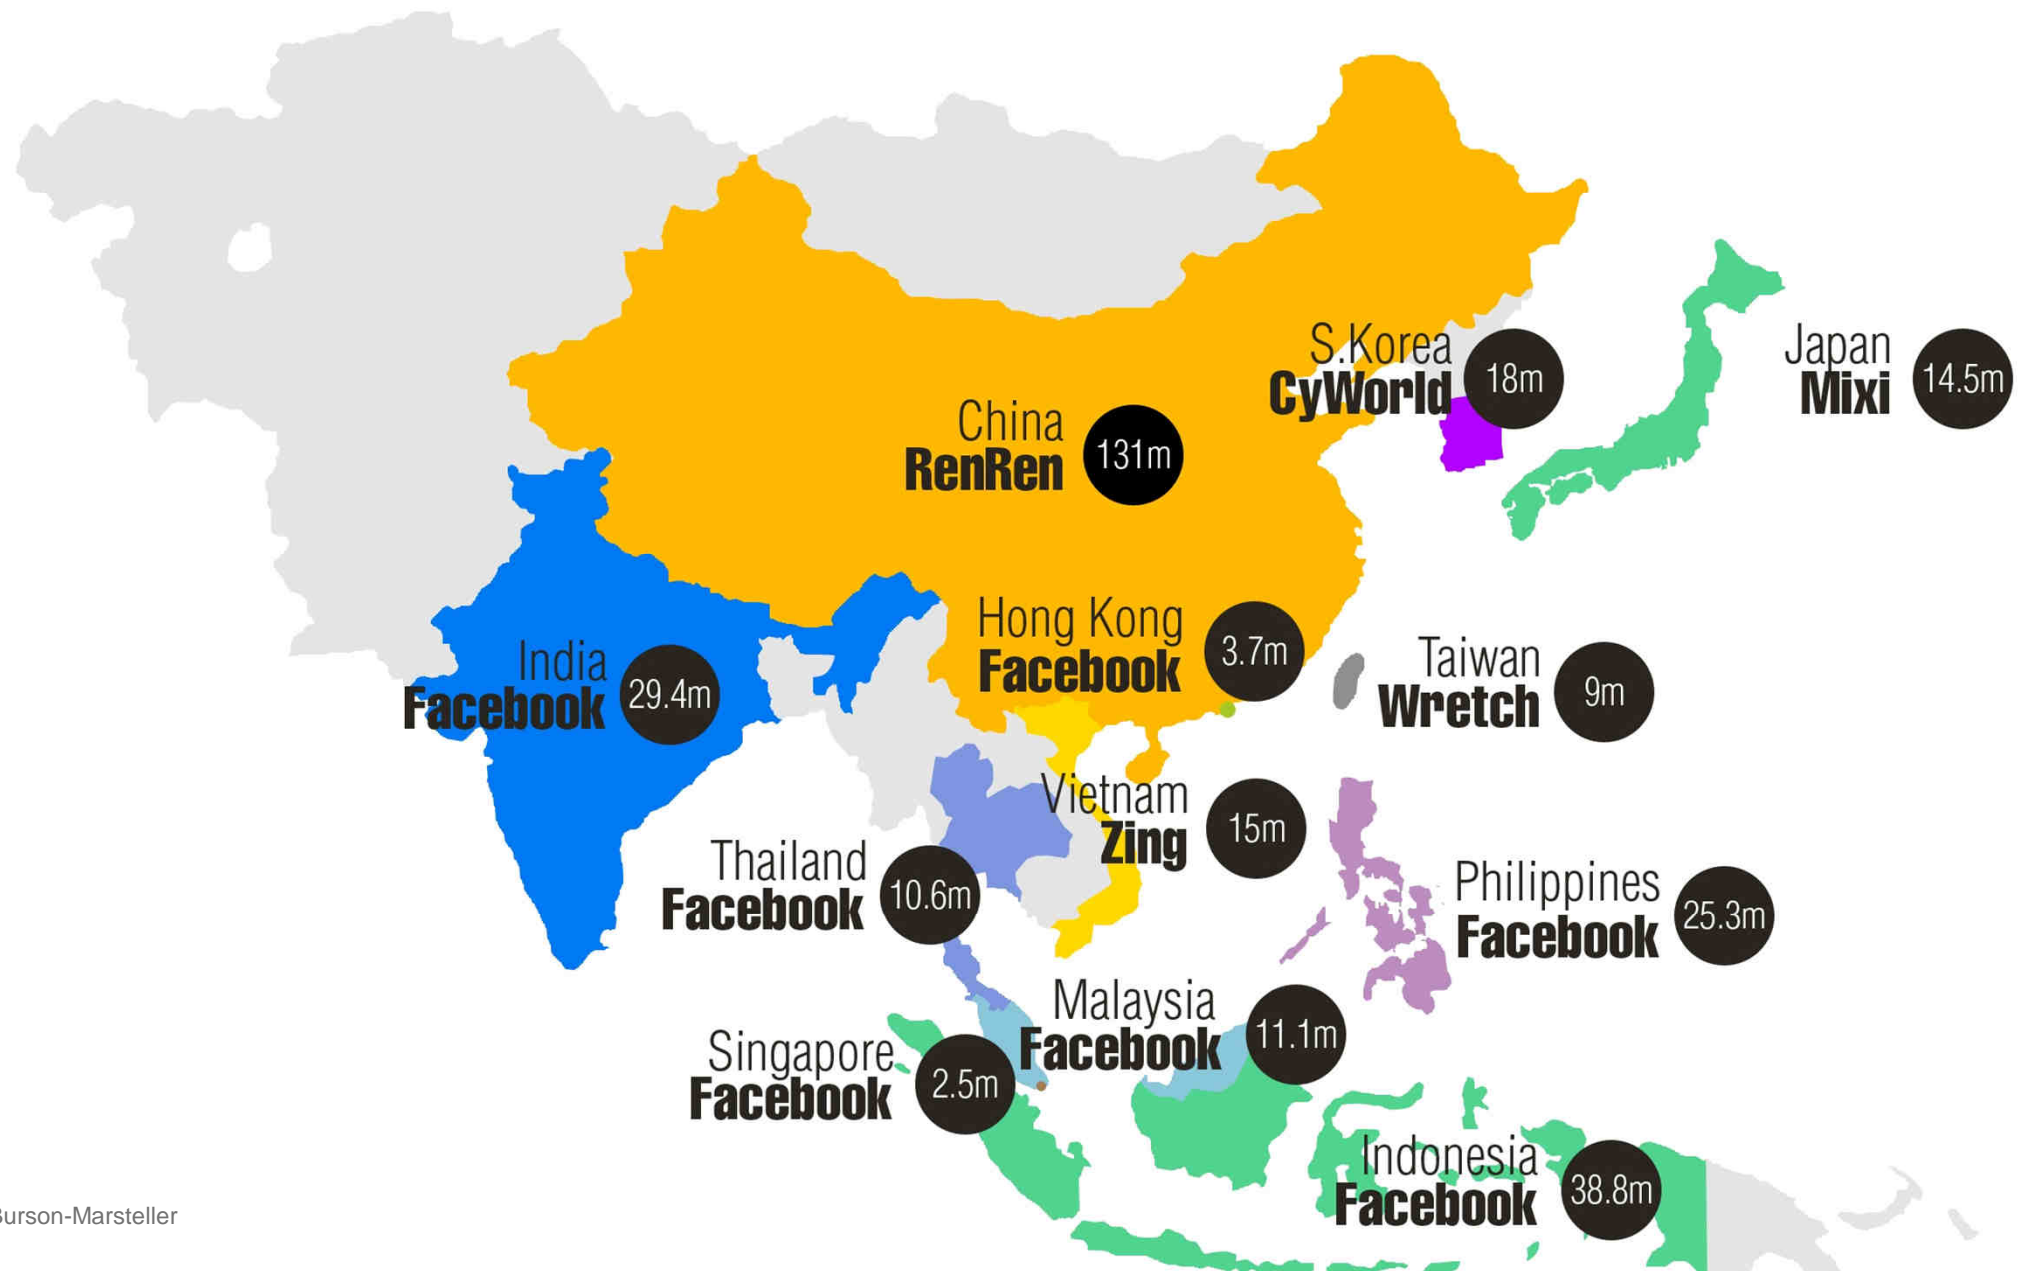 S.Korea
CyWorld
18m
Japan
Mixi
14.5m
China
RenRen
131m
Hong Kong
Facebook
3.7m
India
Facebook
29.4m
Taiwan
Wretch
9m
Vietnam
Zing
15m
Thailand
Facebook
10.6m
Philippines
Facebook
25.3m
Malaysia
Facebook
11.1m
Singapore
Facebook
2.5m
Indonesia
Facebook
38.8m
Burson-Marsteller